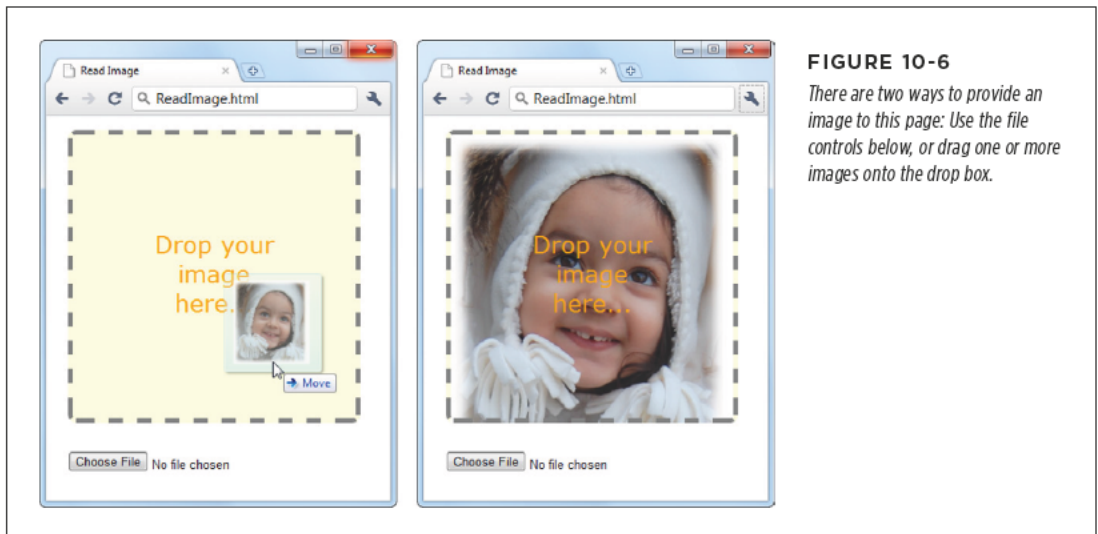 Read Image
ReadImage.html
Drop your
image
here.
Move
Choose File No file chosen
Read Image
ReadImage.html
Drop your
image
here...
Choose File No file chosen
FIGURE 10-6
There are two ways to provide an
image to this page: Use the file
controls below, or drag one or more
images onto the drop box.